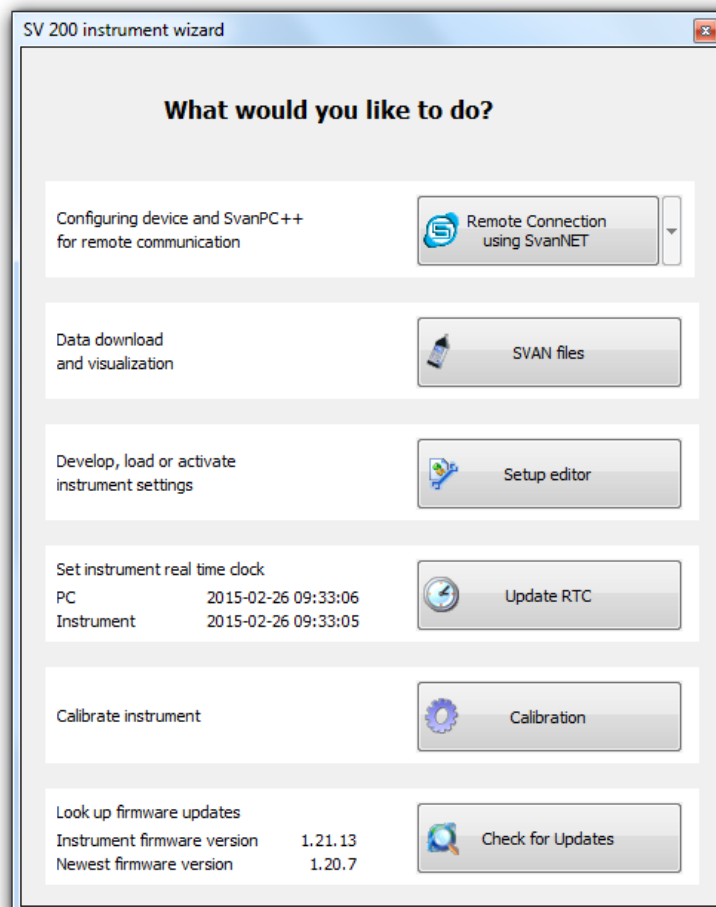 SV 200 instrument wizard
What would you like to do?
Configuring device and SvanPC++
for remote communication
Remote Connection
using SvanNET
Data download
and visualization
SVAN files
Develop, load or activate
instrument settings
Setup editor
Set instrument real time clock
PC 2015-02-26 09:33:06
Instrument 2015-02-26 09:33:05
Update RTC
Calibrate instrument
Calibration
Look up firmware updates
Instrument firmware version 1.21.13
Newest firmware version 1.20.7
Check for Updates